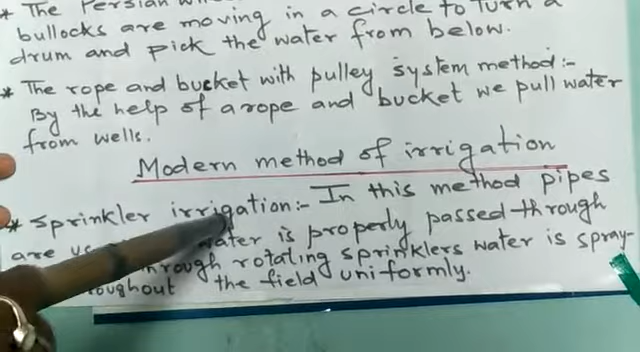 * The Persian
bullocks are moving in a circle to turn a
drum and pick the water from below.
* The rope and bucket with pulley system method:-
By the help of a rope and bucket we pull water
from wells.
Modern method of irrigation
* Sprinkler irrigation:- In this method pipes
are water is properly passed through
through rotating sprinklers water is spray-
the field uniformly.